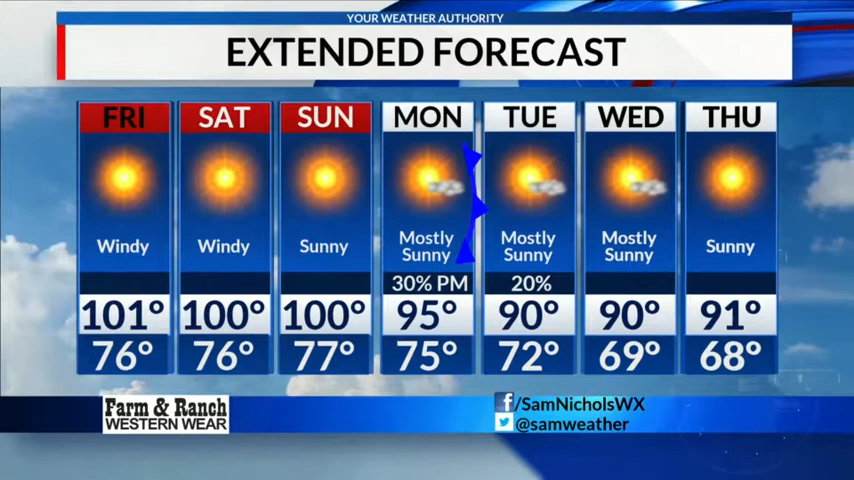 YOUR WEATHER AUTHORITY
EXTENDED FORECAST
FRI SAT SUN MON TUE WED THU
Windy Windy Sunny Mostly Sunny Mostly Sunny Mostly Sunny Sunny
30% PM 20%
101° 100° 100° 95° 90° 90° 91°
76° 76° 77° 75° 72° 69° 68°
Farm & Ranch
WESTERN WEAR
f/SamNicholsWX
@samweather